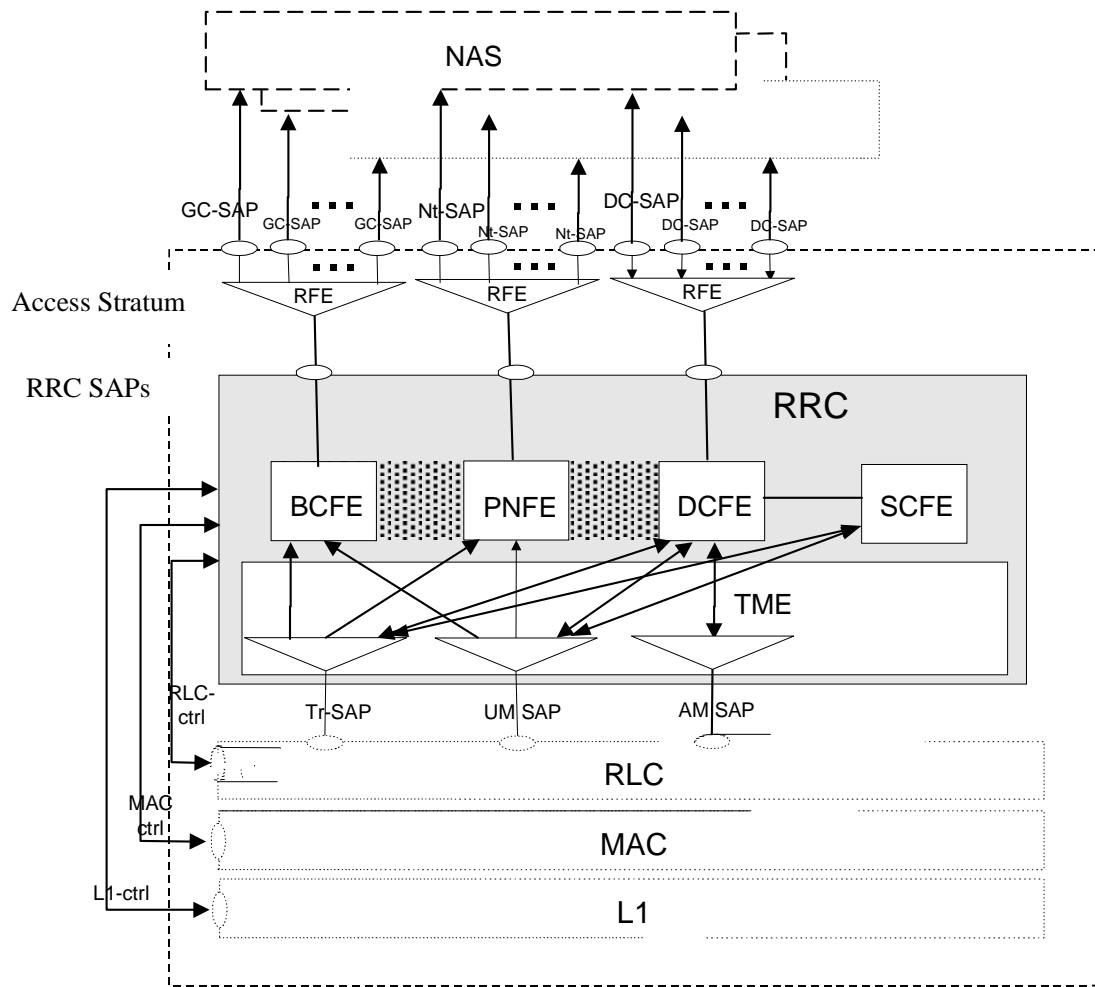 NAS
GC-SAP
GC-SAP
GC-SAP
Nt-SAP
Nt-SAP
Nt-SAP
DC-SAP
DC-SAP
DC-SAP
RFE
RFE
RFE
Access Stratum
RRC SAPs
RRC
BCFE
PNFE
DCFE
SCFE
TME
RLC-
ctrl
Tr-SAP
UM SAP
AM SAP
RLC
MAC
ctrl
MAC
L1-ctrl
L1